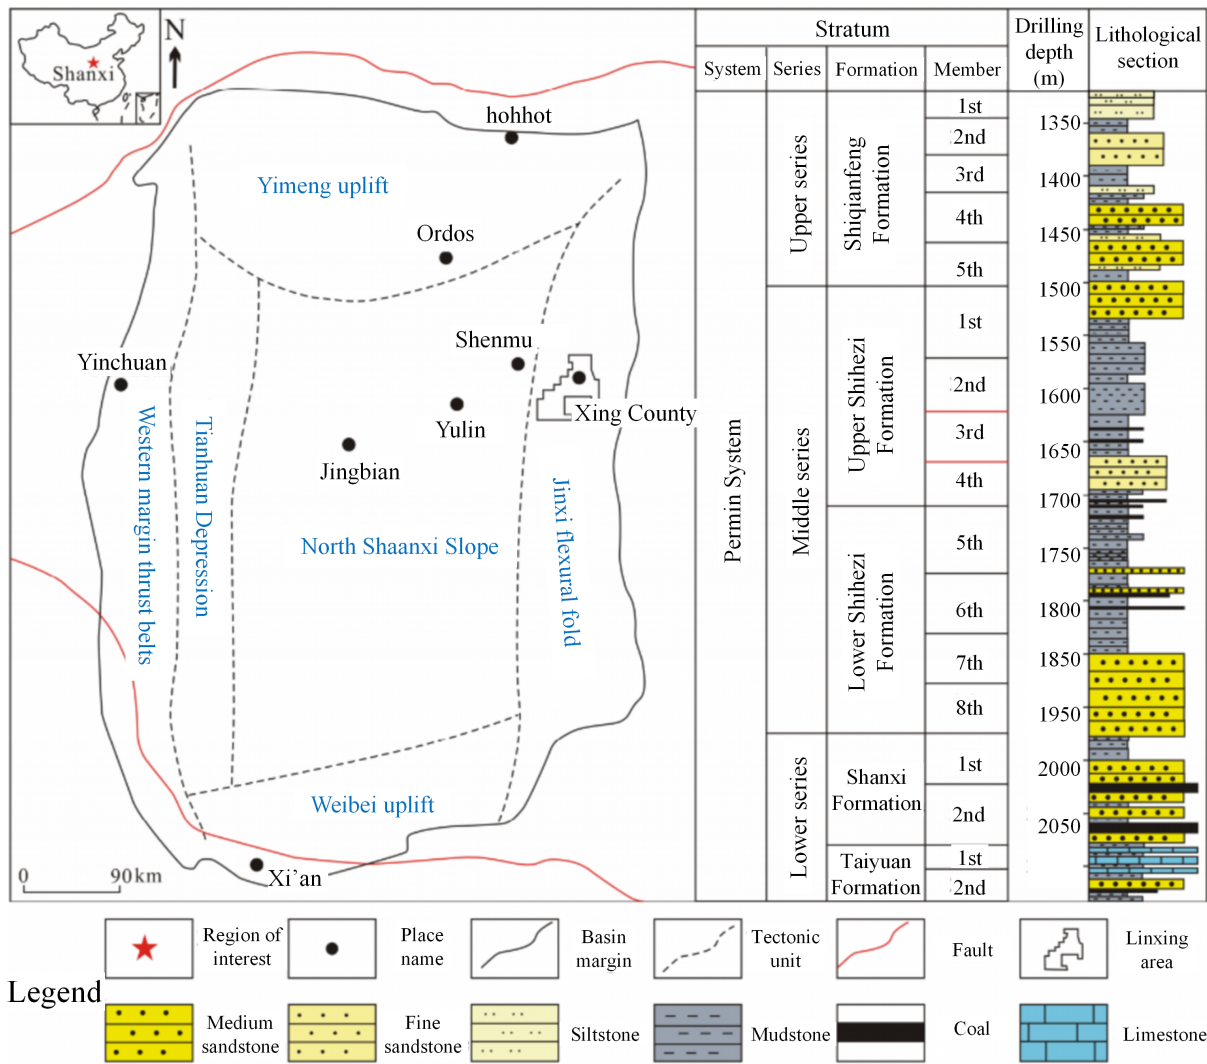 Shanxi
N
hohhot
Yimeng uplift
Ordos
Shenmu
Yinchuan
Xing County
Yulin
Jingbian
Western margin thrust belts
Tianhuan Depression
North Shaanxi Slope
Jinxi flexural fold
Weibei uplift
Xi'an
0 90km
Stratum
Drilling depth (m)
Lithological section
System
Series
Formation
Member
Permin System
Upper series
Middle series
Lower series
Shiqianfeng
Formation
Upper Shihezi
Formation
Lower Shihezi
Formation
Shanxi
Formation
Taiyuan
Formation
1st
2nd
3rd
4th
5th
1st
2nd
3rd
4th
5th
6th
7th
8th
1st
2nd
1st
2nd
1350
1400
1450
1500
1550
1600
1650
1700
1750
1800
1850
1950
2000
2050
Legend
Region of
interest
Place
name
Basin
margin
Tectonic
unit
Fault
Linxing
area
Medium
sandstone
Fine
sandstone
Siltstone
Mudstone
Coal
Limestone